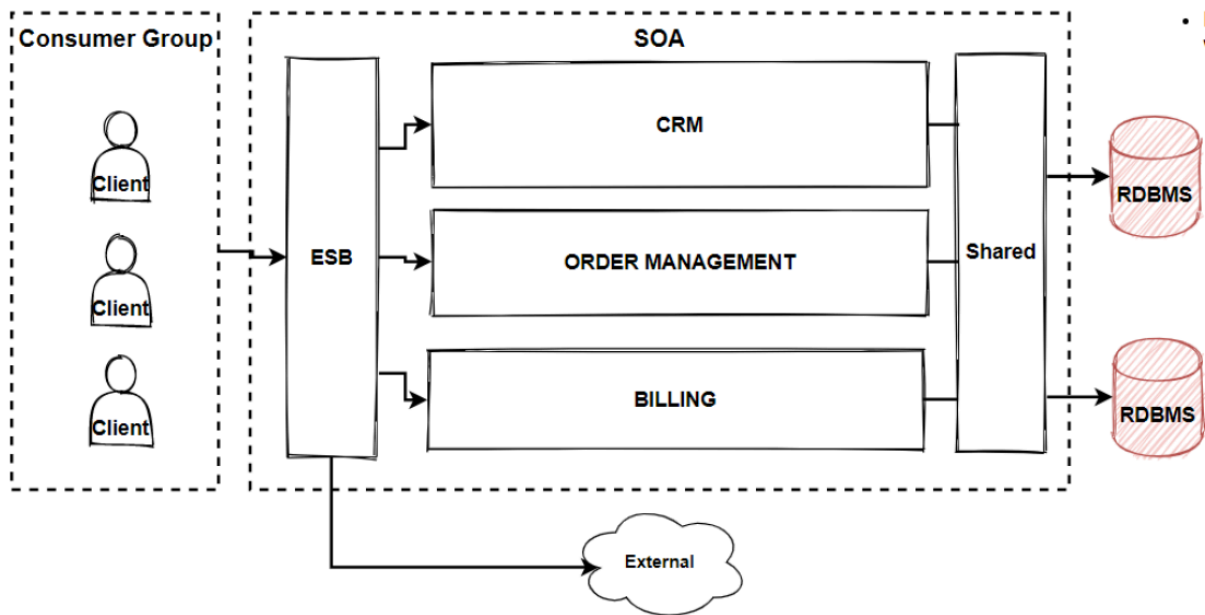 Consumer Group
SOA
Client
Client
Client
ESB
CRM
ORDER MANAGEMENT
BILLING
Shared
RDBMS
RDBMS
External